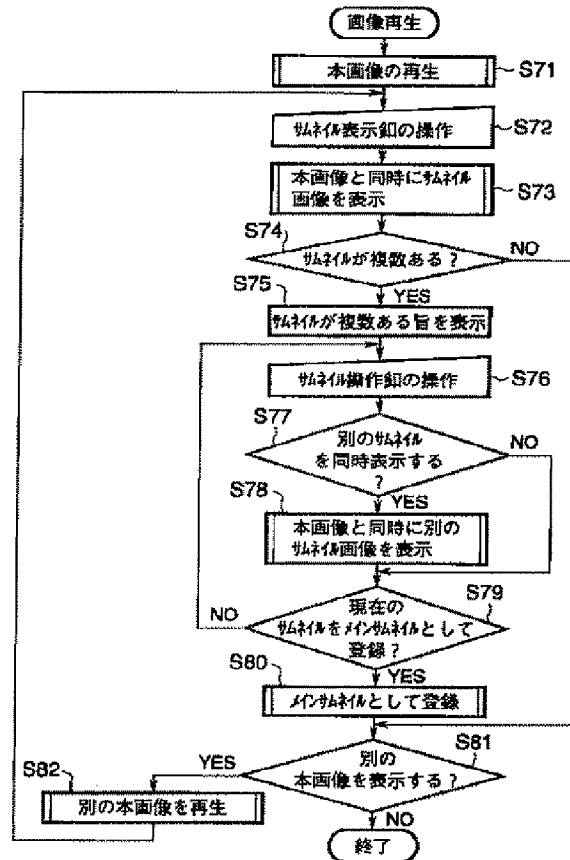 画像再生
本画像の再生
S71
サムネイル表示釦の操作
S72
本画像と同時にサムネイル
画像を表示
S73
S74
サムネイルが複数ある？
NO
YES
S75
サムネイルが複数ある旨を表示
サムネイル操作釦の操作
S76
S77
別のサムネイル
を同時表示する
？
NO
YES
S78
本画像と同時に別の
サムネイル画像を表示
S79
現在の
サムネイルをメインサムネイルとして
登録？
NO
YES
S80
メインサムネイルとして登録
S81
別の
本画像を表示する？
YES
NO
S82
別の本画像を再生
終了